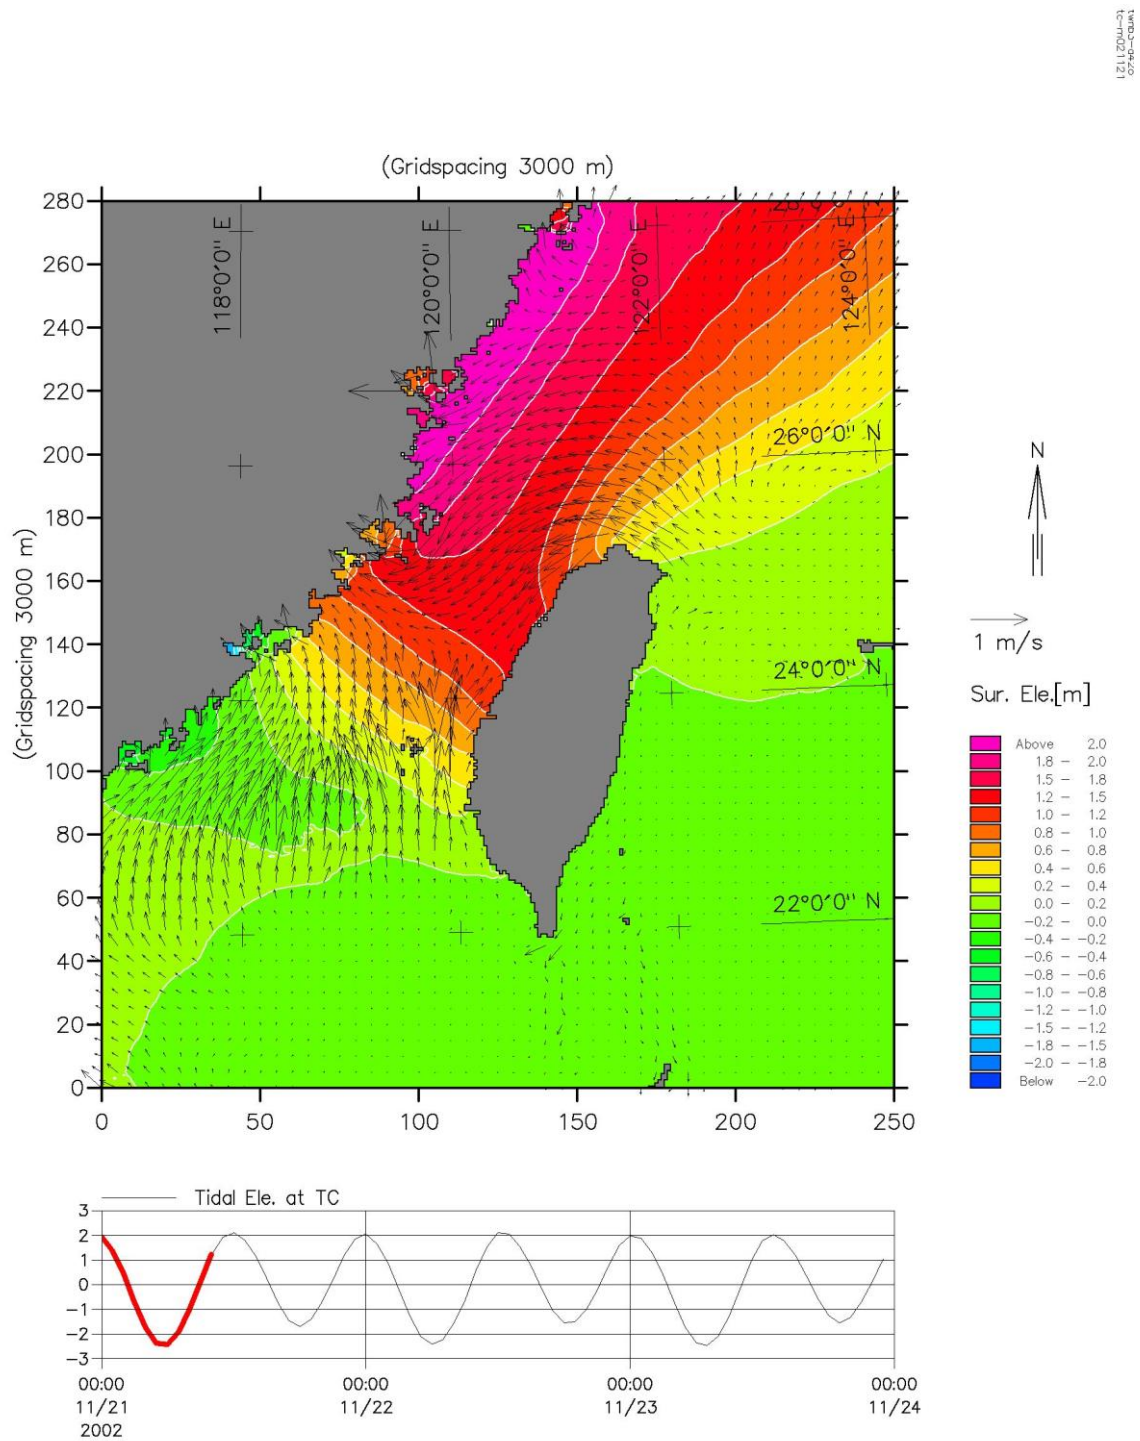 tc-m021121
(Gridspacing 3000 m)
280
260
240
220
200
180
160
140
120
100
80
60
40
20
0
(Gridspacing 3000 m)
118°0'0" E
120°0'0" E
122°0'0" E
124°0'0" E
26°0'0" N
24°0'0" N
22°0'0" N
0 50 100 150 200 250
N
1 m/s
Sur. Ele.[m]
Above 2.0
1.8 – 2.0
1.5 – 1.8
1.2 – 1.5
1.0 – 1.2
0.8 – 1.0
0.6 – 0.8
0.4 – 0.6
0.2 – 0.4
0.0 – 0.2
-0.2 – 0.0
-0.4 – -0.2
-0.6 – -0.4
-0.8 – -0.6
-1.0 – -0.8
-1.2 – -1.0
-1.5 – -1.2
-1.8 – -1.5
-2.0 – -1.8
Below -2.0
Tidal Ele. at TC
3
2
1
0
-1
-2
-3
00:00 00:00 00:00 00:00
11/21 11/22 11/23 11/24
2002